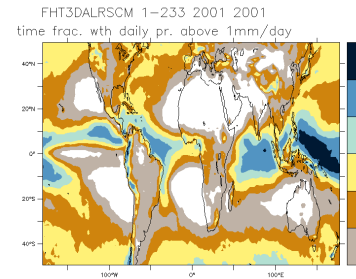 FHT3DALRSCM 1-233 2001 2001
time frac. wth daily pr. above 1mm/day
40°N
20°N
0°
20°S
40°S
100°W 0° 100°E